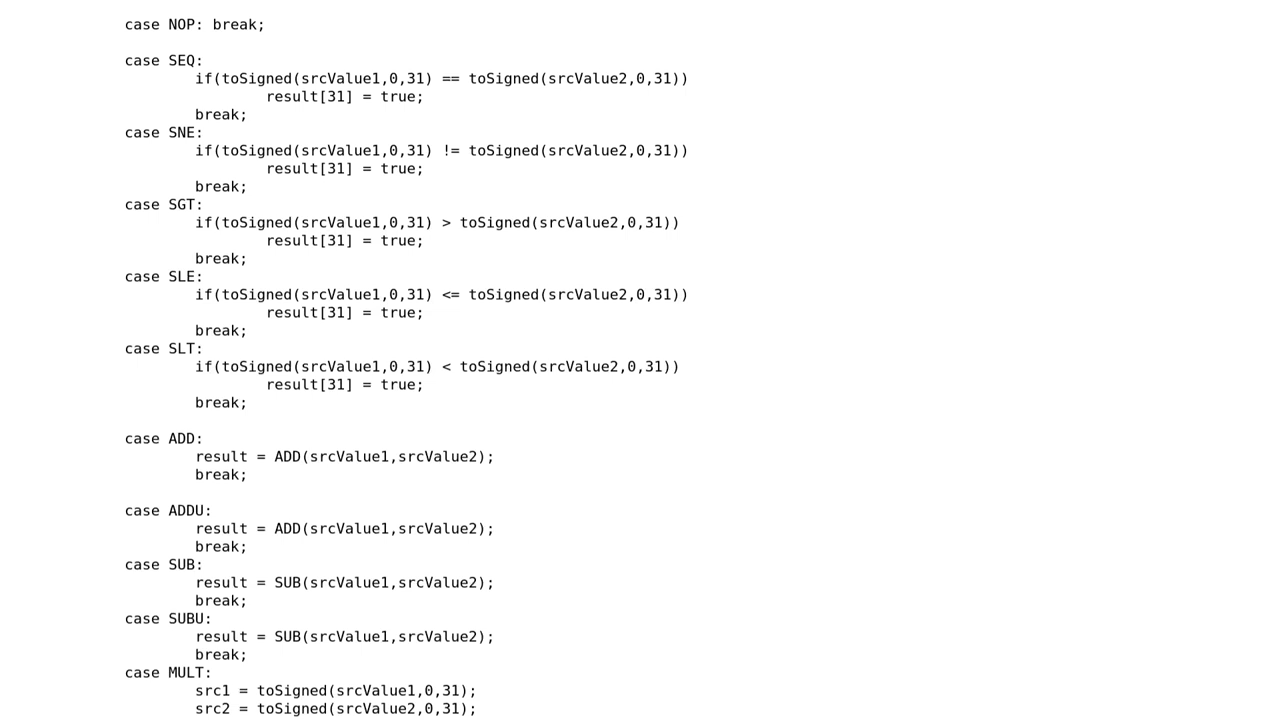 case NOP: break;

case SEQ:
        if(toSigned(srcValue1,0,31) == toSigned(srcValue2,0,31))
                result[31] = true;
        break;
case SNE:
        if(toSigned(srcValue1,0,31) != toSigned(srcValue2,0,31))
                result[31] = true;
        break;
case SGT:
        if(toSigned(srcValue1,0,31) > toSigned(srcValue2,0,31))
                result[31] = true;
        break;
case SLE:
        if(toSigned(srcValue1,0,31) <= toSigned(srcValue2,0,31))
                result[31] = true;
        break;
case SLT:
        if(toSigned(srcValue1,0,31) < toSigned(srcValue2,0,31))
                result[31] = true;
        break;

case ADD:
        result = ADD(srcValue1,srcValue2);
        break;

case ADDU:
        result = ADD(srcValue1,srcValue2);
        break;
case SUB:
        result = SUB(srcValue1,srcValue2);
        break;
case SUBU:
        result = SUB(srcValue1,srcValue2);
        break;
case MULT:
        src1 = toSigned(srcValue1,0,31);
        src2 = toSigned(srcValue2,0,31);